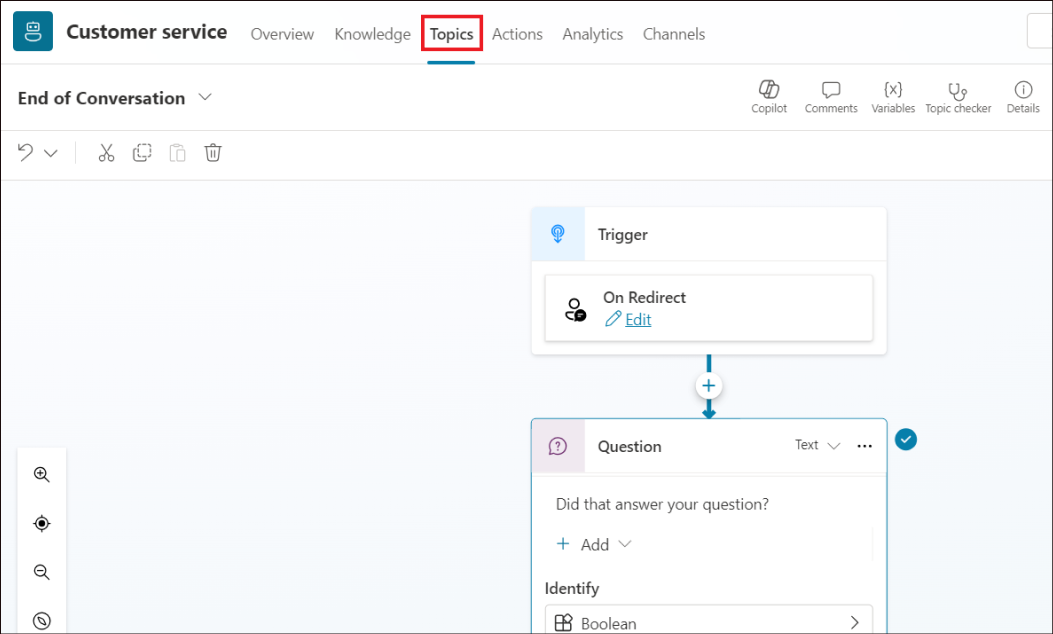 Customer service Overview Knowledge Topics Actions Analytics Channels
End of Conversation
Copilot Comments {x} Variables Topic checker Details
Trigger
On Redirect
Edit
Question Text
Did that answer your question?
+ Add
Identify
Boolean